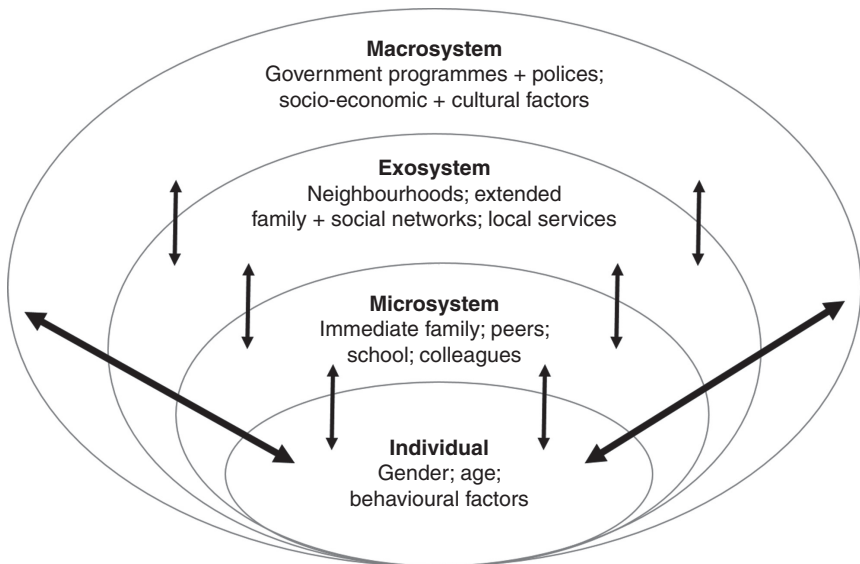 Macrosystem
Government programmes + polices;
socio-economic + cultural factors
Exosystem
Neighbourhoods; extended
family + social networks; local services
Microsystem
Immediate family; peers;
school; colleagues
Individual
Gender; age;
behavioural factors